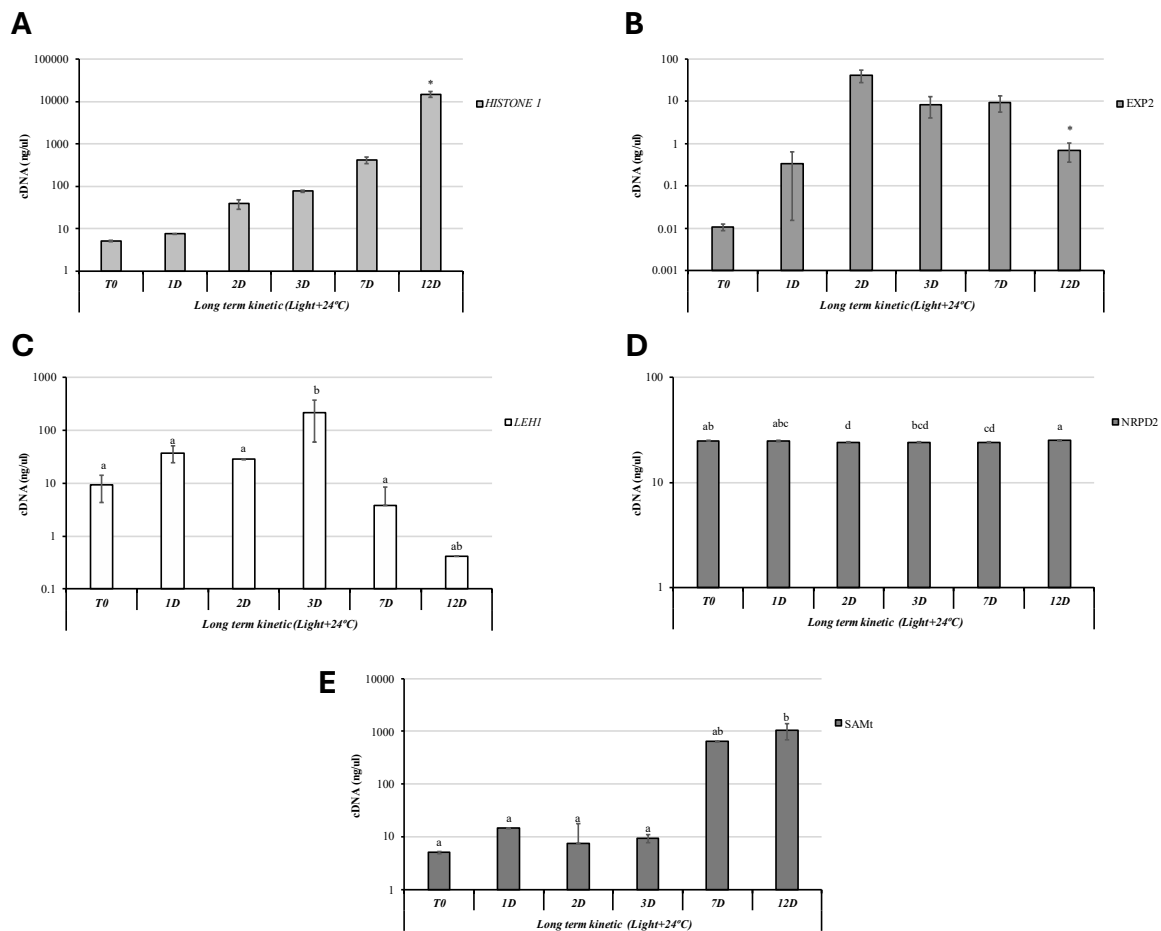 A
100000
10000
1000
100
10
1
cDNA (ng/ul)
*
HISTONE 1
T0 1D 2D 3D 7D 12D
Long term kinetic (Light+24ºC)
B
100
10
1
0.1
0.01
0.001
cDNA (ng/ul)
*
EXP2
T0 1D 2D 3D 7D 12D
Long term kinetic (Light+24ºC)
C
1000
100
10
1
0.1
cDNA (ng/ul)
a a a b a ab
LEH1
T0 1D 2D 3D 7D 12D
Long term kinetic (Light+24ºC)
D
100
10
1
cDNA (ng/ul)
ab abc d bcd cd a
NRPD2
T0 1D 2D 3D 7D 12D
Long term kinetic (Light+24ºC)
E
10000
1000
100
10
1
cDNA (ng/ul)
a a a a ab b
SAMt
T0 1D 2D 3D 7D 12D
Long term kinetic (Light+24ºC)